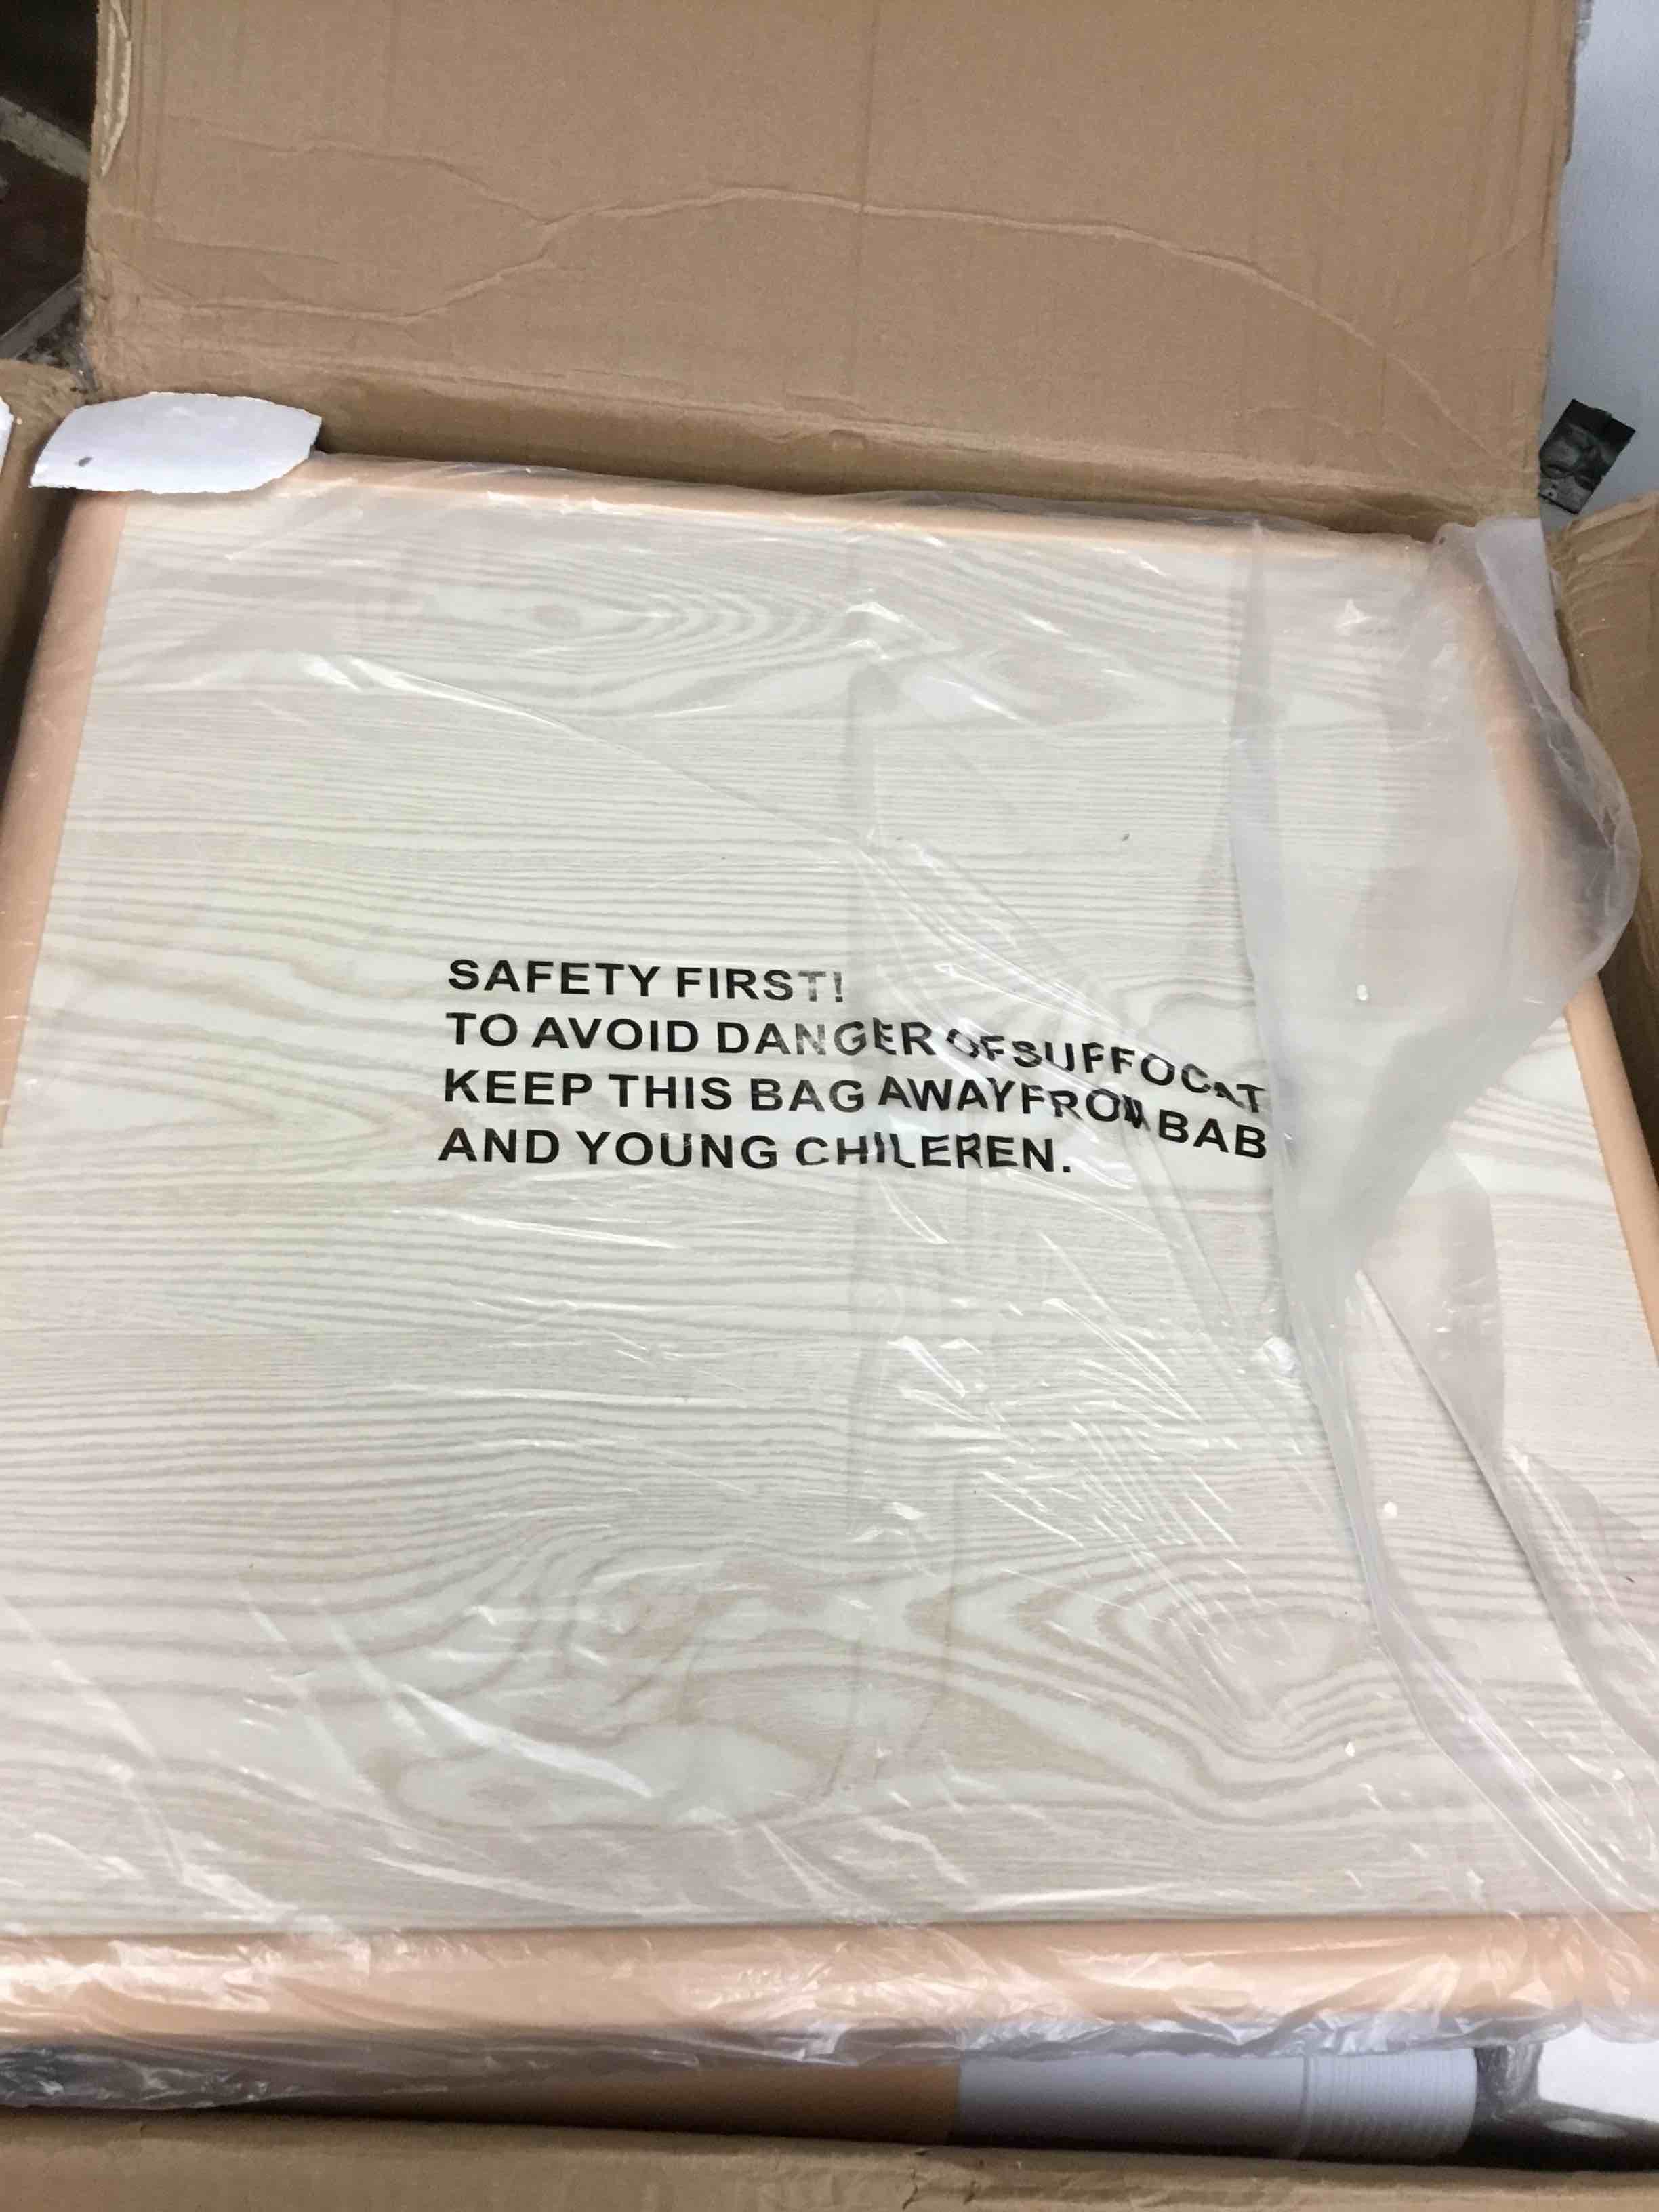 SAFETY FIRST!
TO AVOID DANGER OF SUFFOCAT
KEEP THIS BAG AWAY FROM BAB
AND YOUNG CHILEREN.